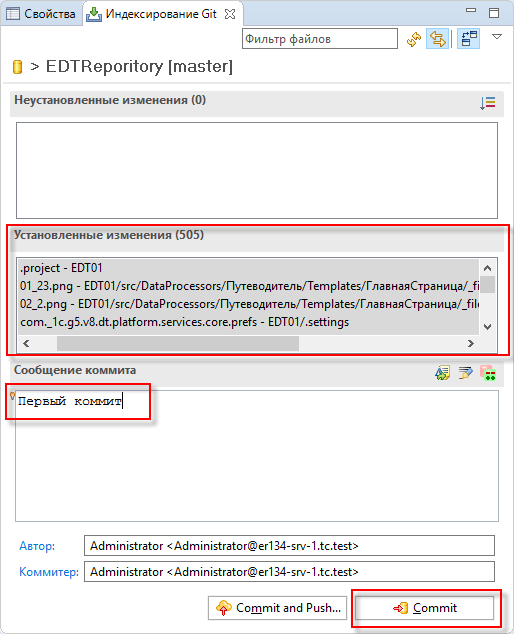 Свойства
Индексирование Git
Фильтр файлов
> EDTReporitory [master]
Неустановленные изменения (0)
Установленные изменения (505)
.project - EDT01
01_23.png - EDT01/src/DataProcessors/Путеводитель/Templates/ГлавнаяСтраница/_file
02_2.png - EDT01/src/DataProcessors/Путеводитель/Templates/ГлавнаяСтраница/_files
com._1c.g5.v8.dt.platform.services.core.prefs - EDT01/.settings
Сообщение коммита
Первый коммит
Автор: Administrator <Administrator@er134-srv-1.tc.test>
Коммитер: Administrator <Administrator@er134-srv-1.tc.test>
Commit and Push... Commit